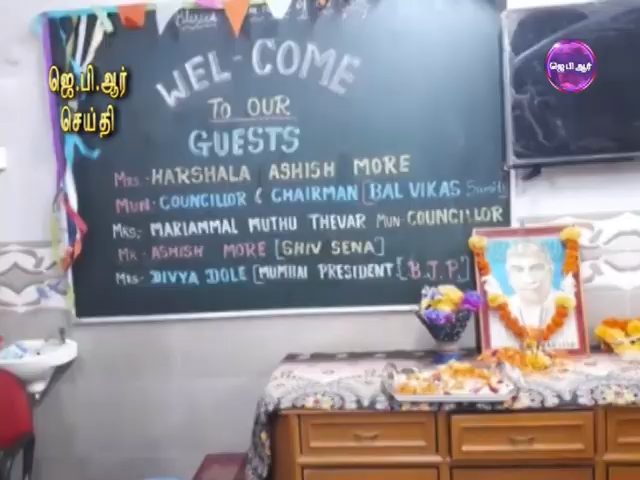 ஜெ.பி.ஆர்
செய்தி
ஜெ.பி.ஆர்
WEL-COME
TO OUR
GUESTS
MRS.- HARSHALA ASHISH MORE
MUN- COUNCILLOR & CHAIRMAN [BAL VIKAS Samiti
MRS. MARIAMMAL MUTHU THEVAR MUN-COUNCILLOR
MR- ASHISH MORE [SHIV SENA]
MRS- DIVYA DOLE [MUMBAI PRESIDENT [B.J.P.]